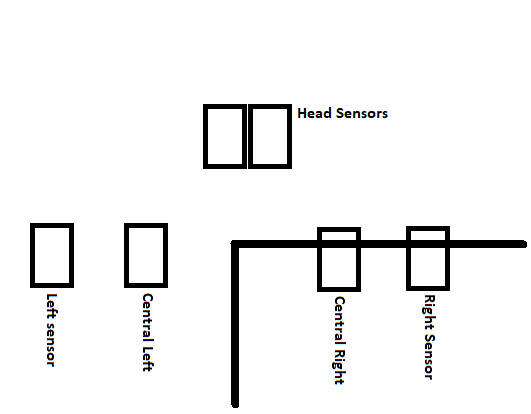 Head Sensors
Left sensor
Central Left
Central Right
Right Sensor